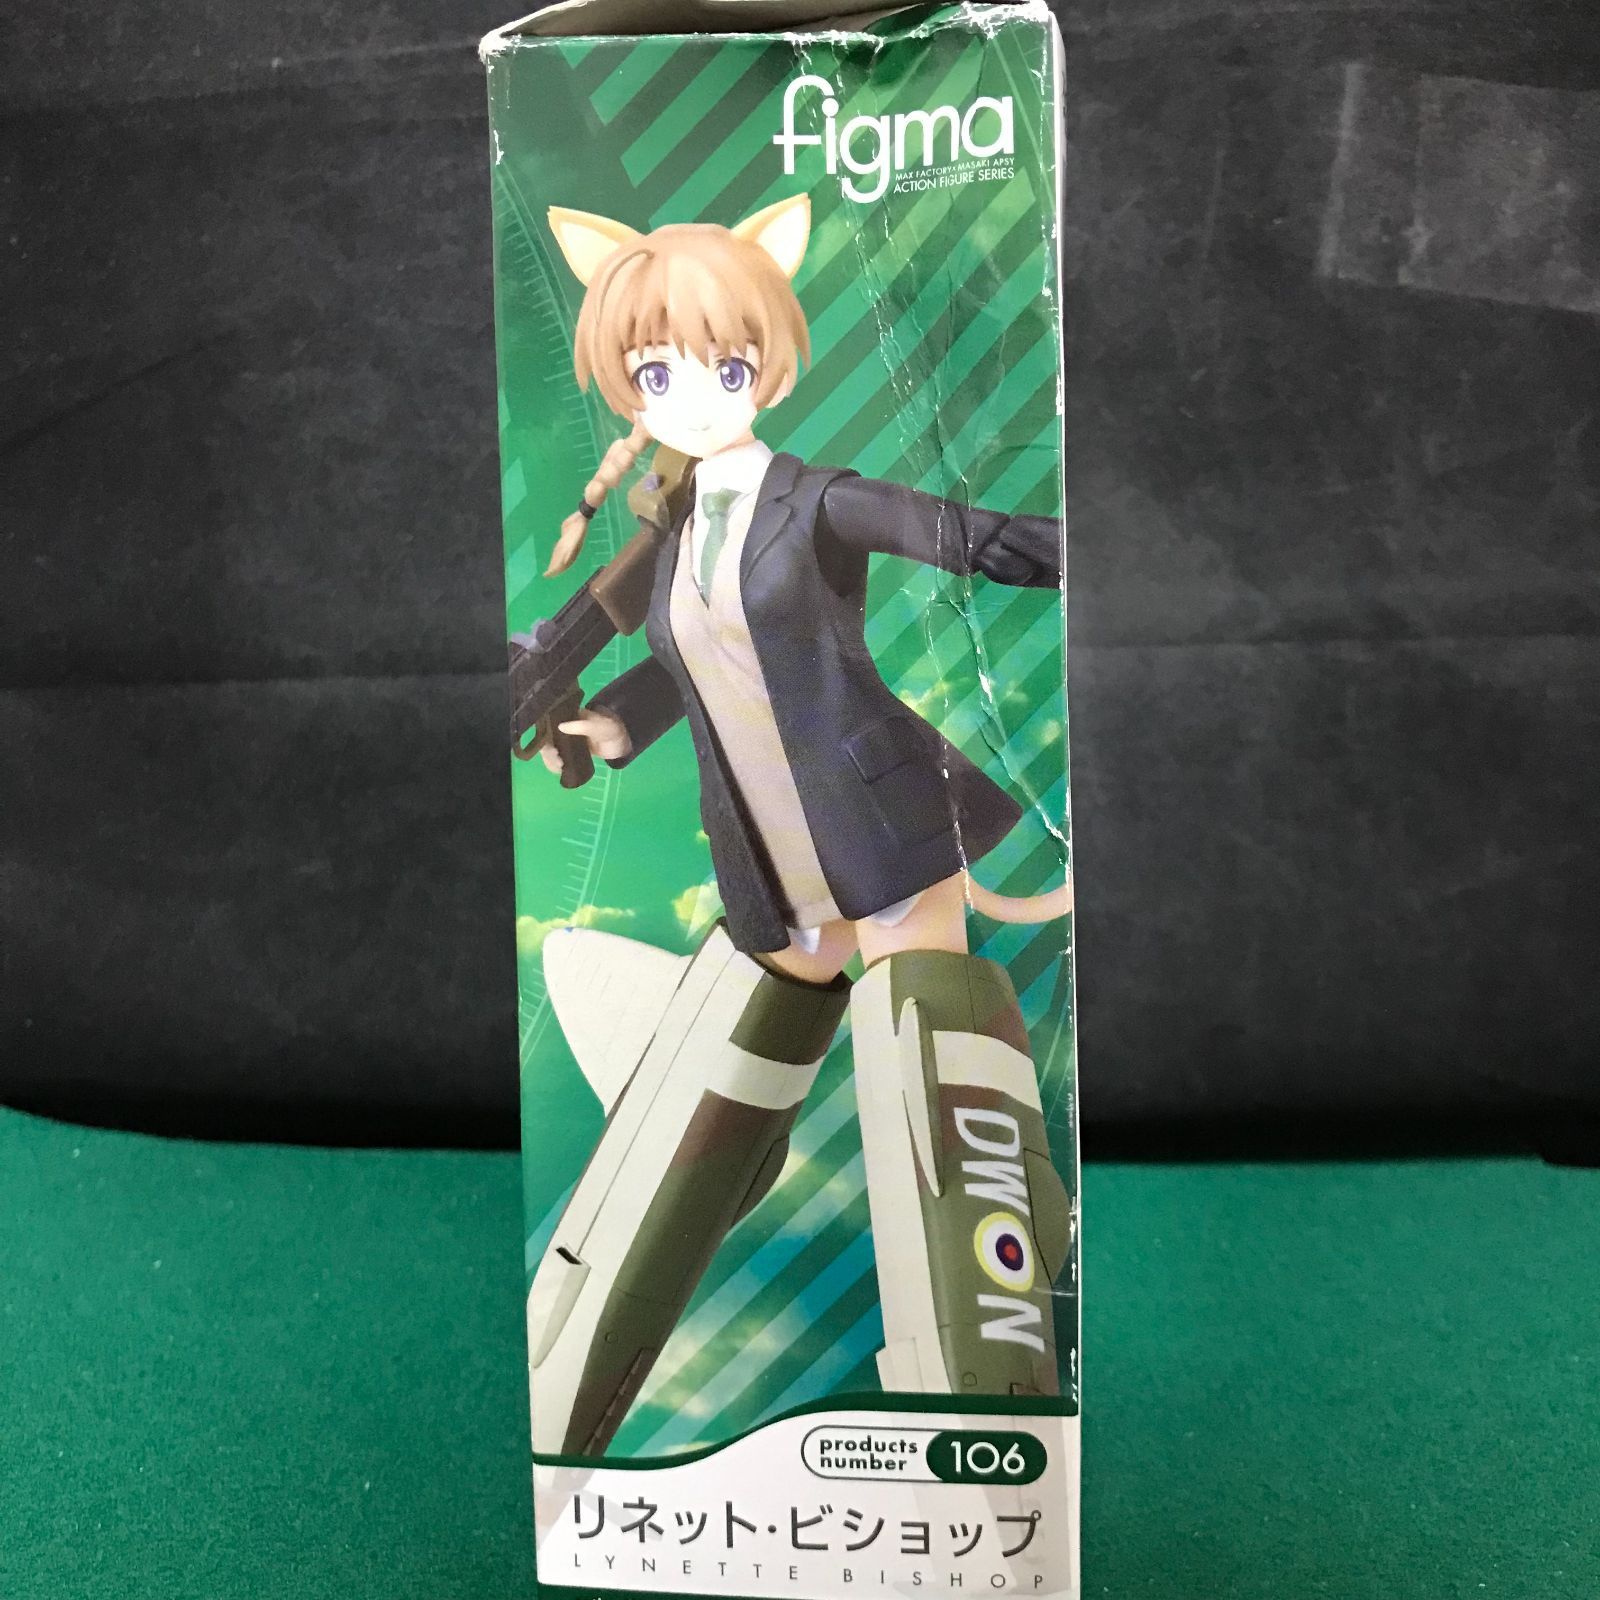 figma
MAX FACTORY×MASAKI APSY
ACTION FIGURE SERIES
DWON
products
number
106
リネット・ビショップ
LYNETTE BISHOP